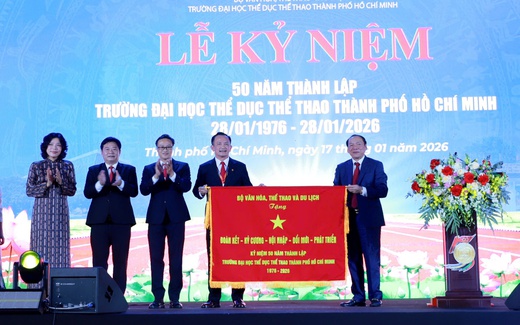 TRƯỜNG ĐẠI HỌC THỂ DỤC THỂ THAO THÀNH PHỐ HỒ CHÍ MINH
LỄ KỶ NIỆM
50 NĂM THÀNH LẬP
TRƯỜNG ĐẠI HỌC THỂ DỤC THỂ THAO THÀNH PHỐ HỒ CHÍ MINH
28/01/1976 - 28/01/2026
Thành phố Hồ Chí Minh, ngày 17 01 năm 2026
BỘ VĂN HÓA, THỂ THAO VÀ DU LỊCH
Tặng
ĐOÀN KẾT - KỶ CƯƠNG - HỘI NHẬP - ĐỔI MỚI - PHÁT TRIỂN
KỶ NIỆM 50 NĂM THÀNH LẬP
TRƯỜNG ĐẠI HỌC THỂ DỤC THỂ THAO THÀNH PHỐ HỒ CHÍ MINH
1976 - 2026